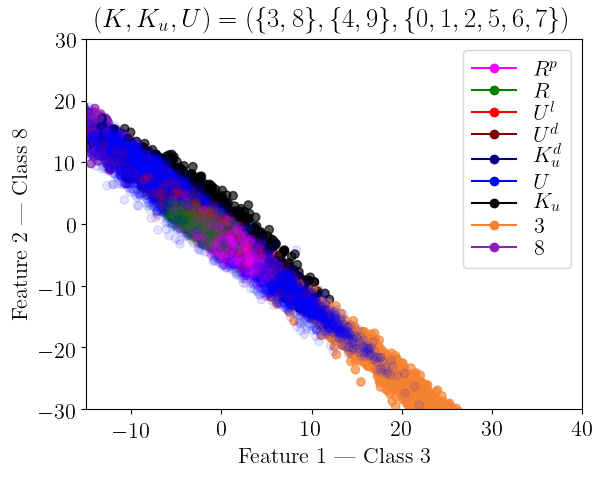 (K, K_u, U) = ({3, 8}, {4, 9}, {0, 1, 2, 5, 6, 7})
30
20
10
0
−10
−20
−30
−10
0
10
20
30
40
Feature 2 — Class 8
Feature 1 — Class 3
R^p
R
U^l
U^d
K_u^d
U
K_u
3
8